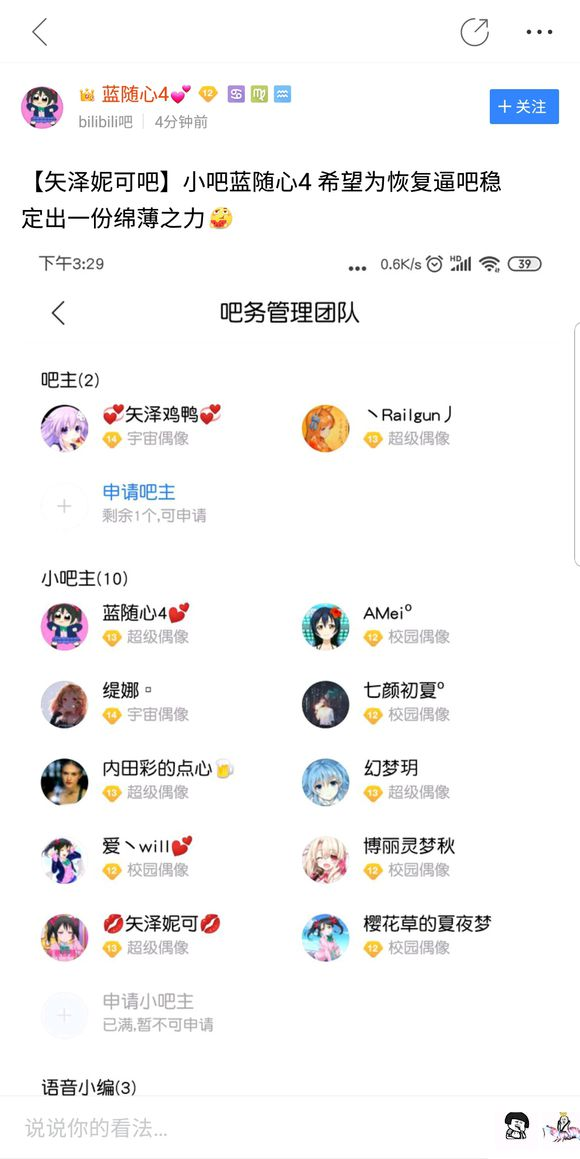 蓝随心4💕 12
bilibili吧 4分钟前
+ 关注
【矢泽妮可吧】小吧蓝随心4 希望为恢复逼吧稳
定出一份绵薄之力
下午3:29 ... 0.6K/s HD 39
吧务管理团队
吧主(2)
💞矢泽鸡鸭💞 丶Railgun丿
14 宇宙偶像 13 超级偶像
申请吧主
剩余1个,可申请
小吧主(10)
蓝随心4💕 AMei°
13 超级偶像 12 校园偶像
缇娜▫ 七颜初夏°
14 宇宙偶像 12 校园偶像
内田彩的点心🍺 幻梦玥
13 超级偶像 13 超级偶像
爱丶will💕 博丽灵梦秋
12 校园偶像 12 校园偶像
💋矢泽妮可💋 樱花草的夏夜梦
13 超级偶像 12 校园偶像
申请小吧主
已满,暂不可申请
语音小编(3)
说说你的看法...